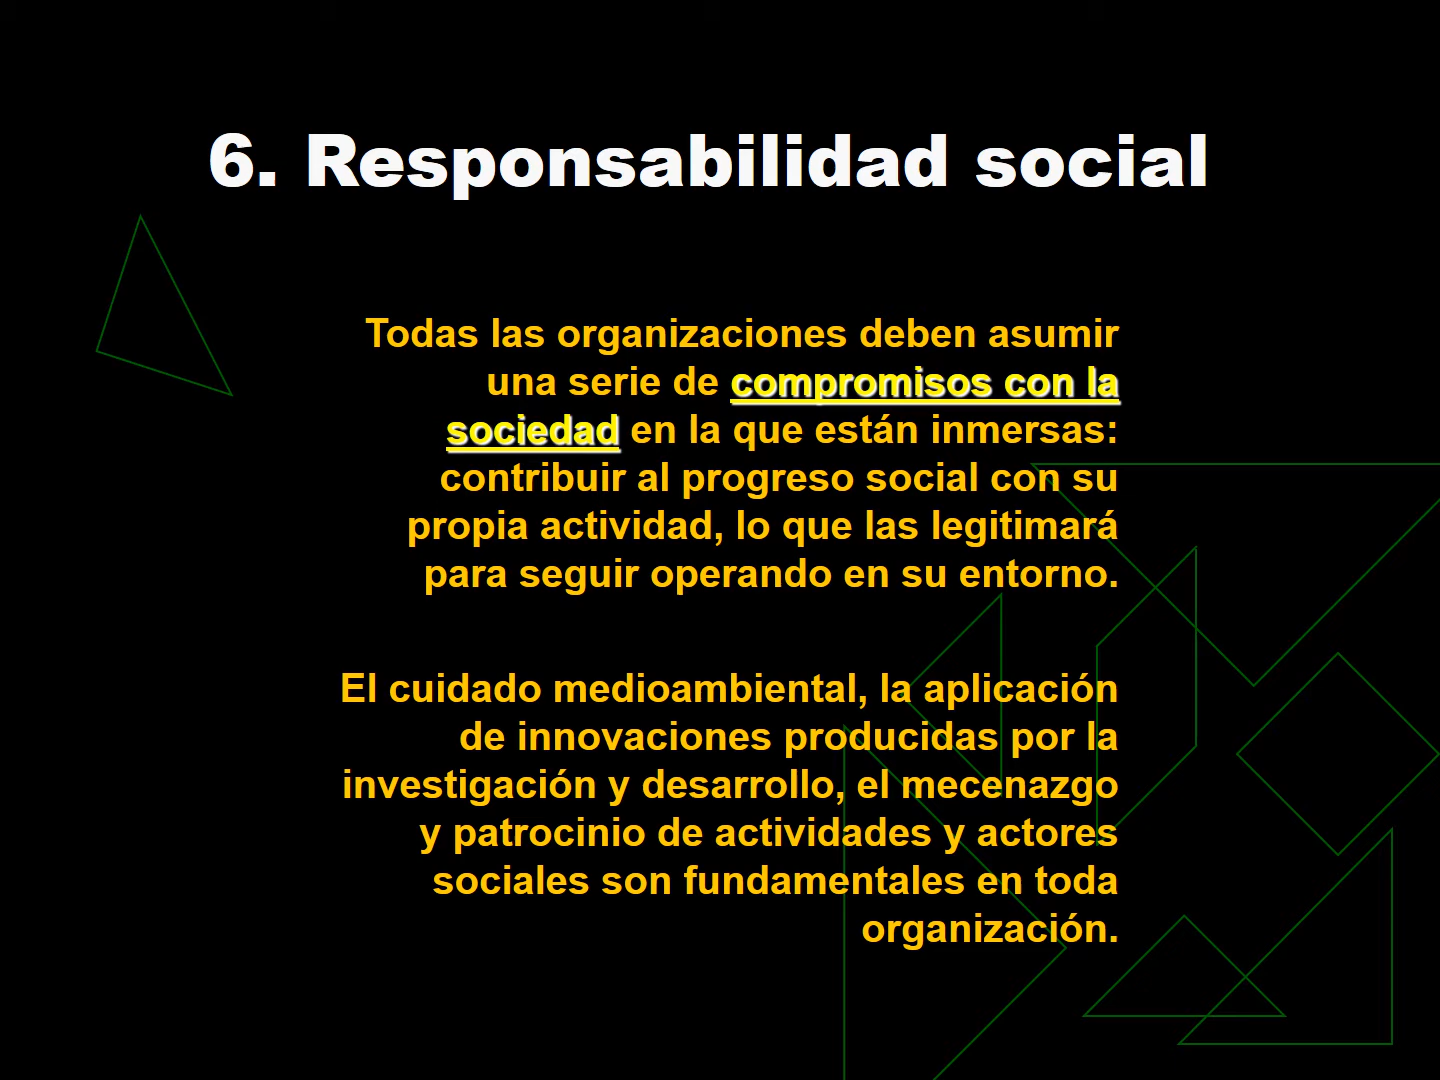 6. Responsabilidad social
Todas las organizaciones deben asumir
una serie de compromisos con la
sociedad en la que están inmersas:
contribuir al progreso social con su
propia actividad, lo que las legitimará
para seguir operando en su entorno.
El cuidado medioambiental, la aplicación
de innovaciones producidas por la
investigación y desarrollo, el mecenazgo
y patrocinio de actividades y actores
sociales son fundamentales en toda
organización.